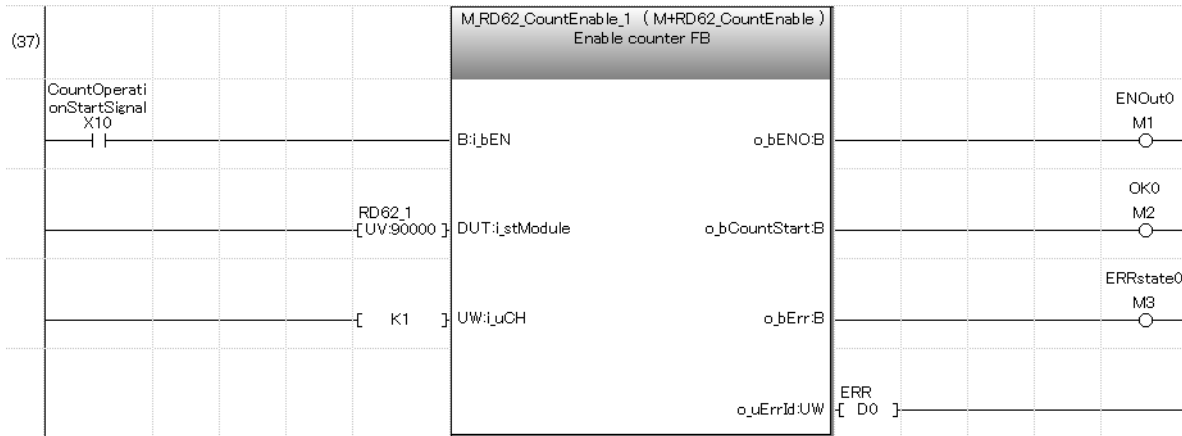 M_RD62_CountEnable_1 ( M+RD62_CountEnable )
Enable counter FB
(37)
CountOperati
onStartSignal
X10
B:i_bEN
o_bENO:B
ENOut0
M1
RD62_1
[UV:90000 ]
DUT:i_stModule
o_bCountStart:B
OK0
M2
[ K1 ]
UW:i_uCH
o_bErr:B
ERRstate0
M3
o_uErrId:UW
ERR
[ D0 ]